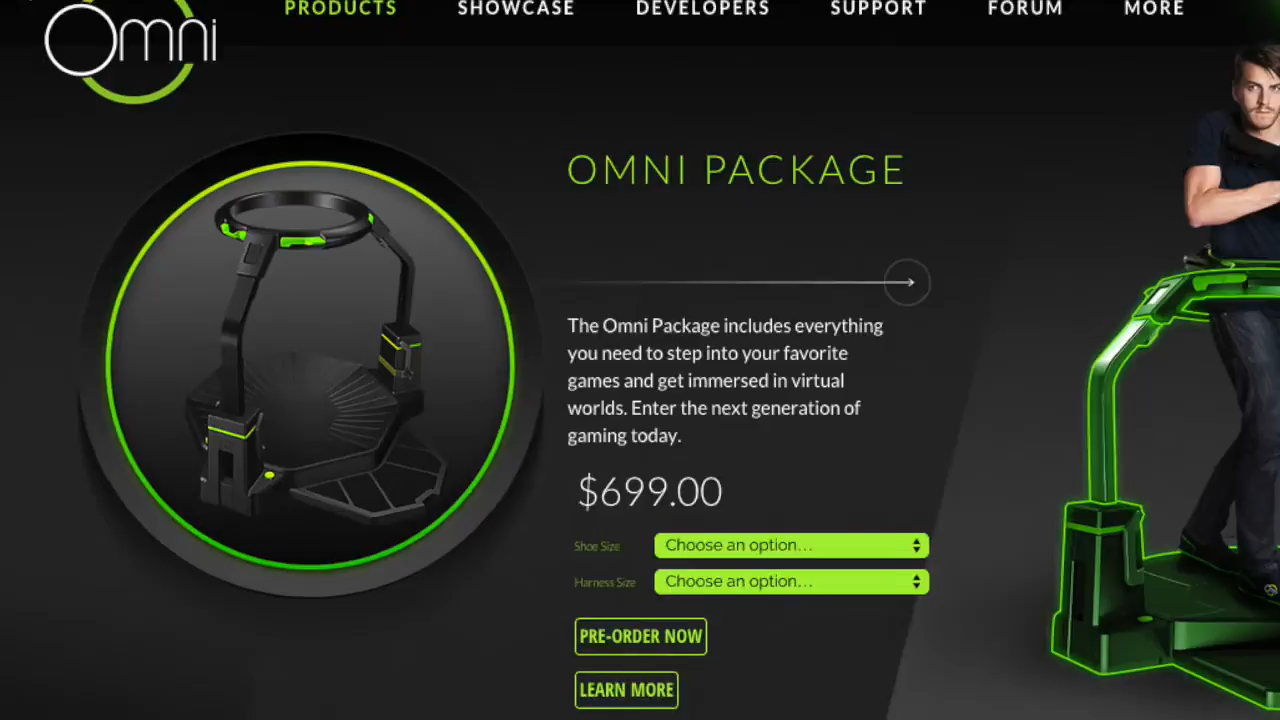 PRODUCTS SHOWCASE DEVELOPERS SUPPORT FORUM MORE
Omni
OMNI PACKAGE
The Omni Package includes everything
you need to step into your favorite
games and get immersed in virtual
worlds. Enter the next generation of
gaming today.
$699.00
Shoe Size Choose an option...
Harness Size Choose an option...
PRE-ORDER NOW
LEARN MORE